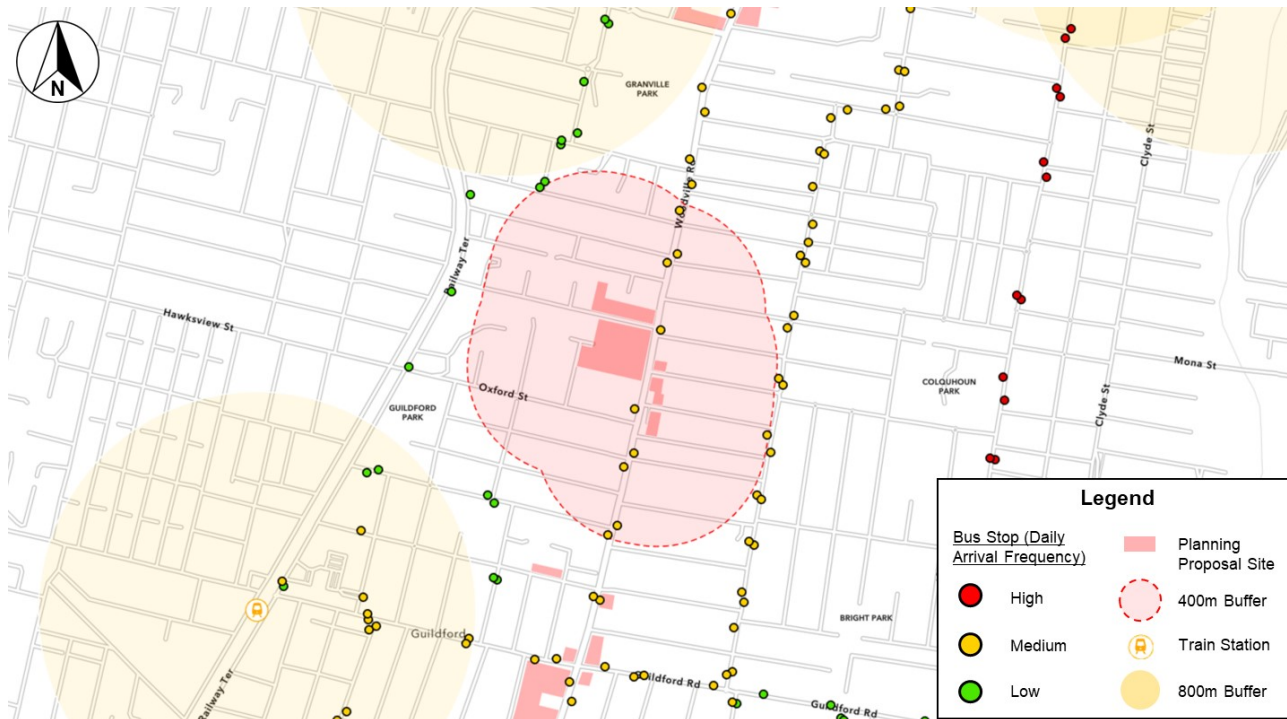 N
GRANVILLE
PARK
Clyde St
Woodville Rd
Railway Ter
Hawksview St
Mona St
COLQUHOUN
PARK
Oxford St
GUILDFORD
PARK
Clyde St
BRIGHT PARK
Guildford
Guildford Rd
Railway Ter
Guildford Rd
Legend
Bus Stop (Daily
Arrival Frequency)
High
Medium
Low
Planning
Proposal Site
400m Buffer
Train Station
800m Buffer